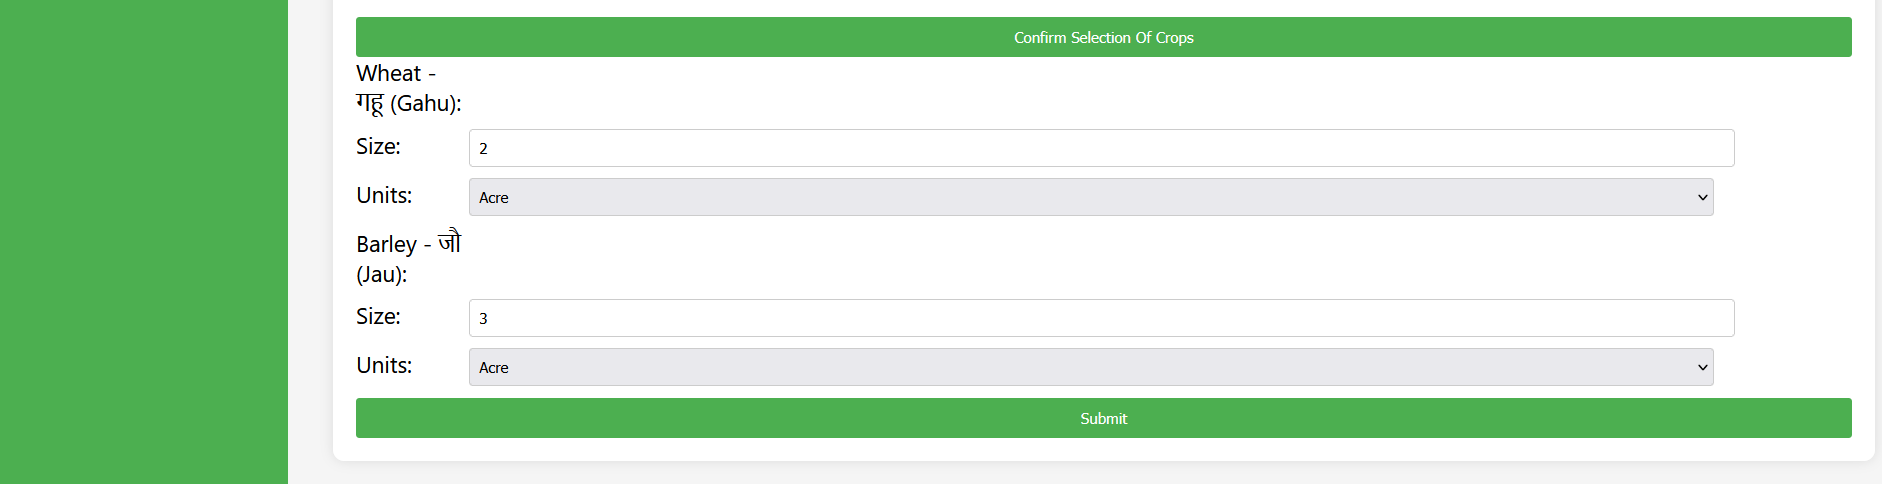 Confirm Selection Of Crops
Wheat -
गहू (Gahu):
Size:
2
Units:
Acre
Barley - जौ
(Jau):
Size:
3
Units:
Acre
Submit